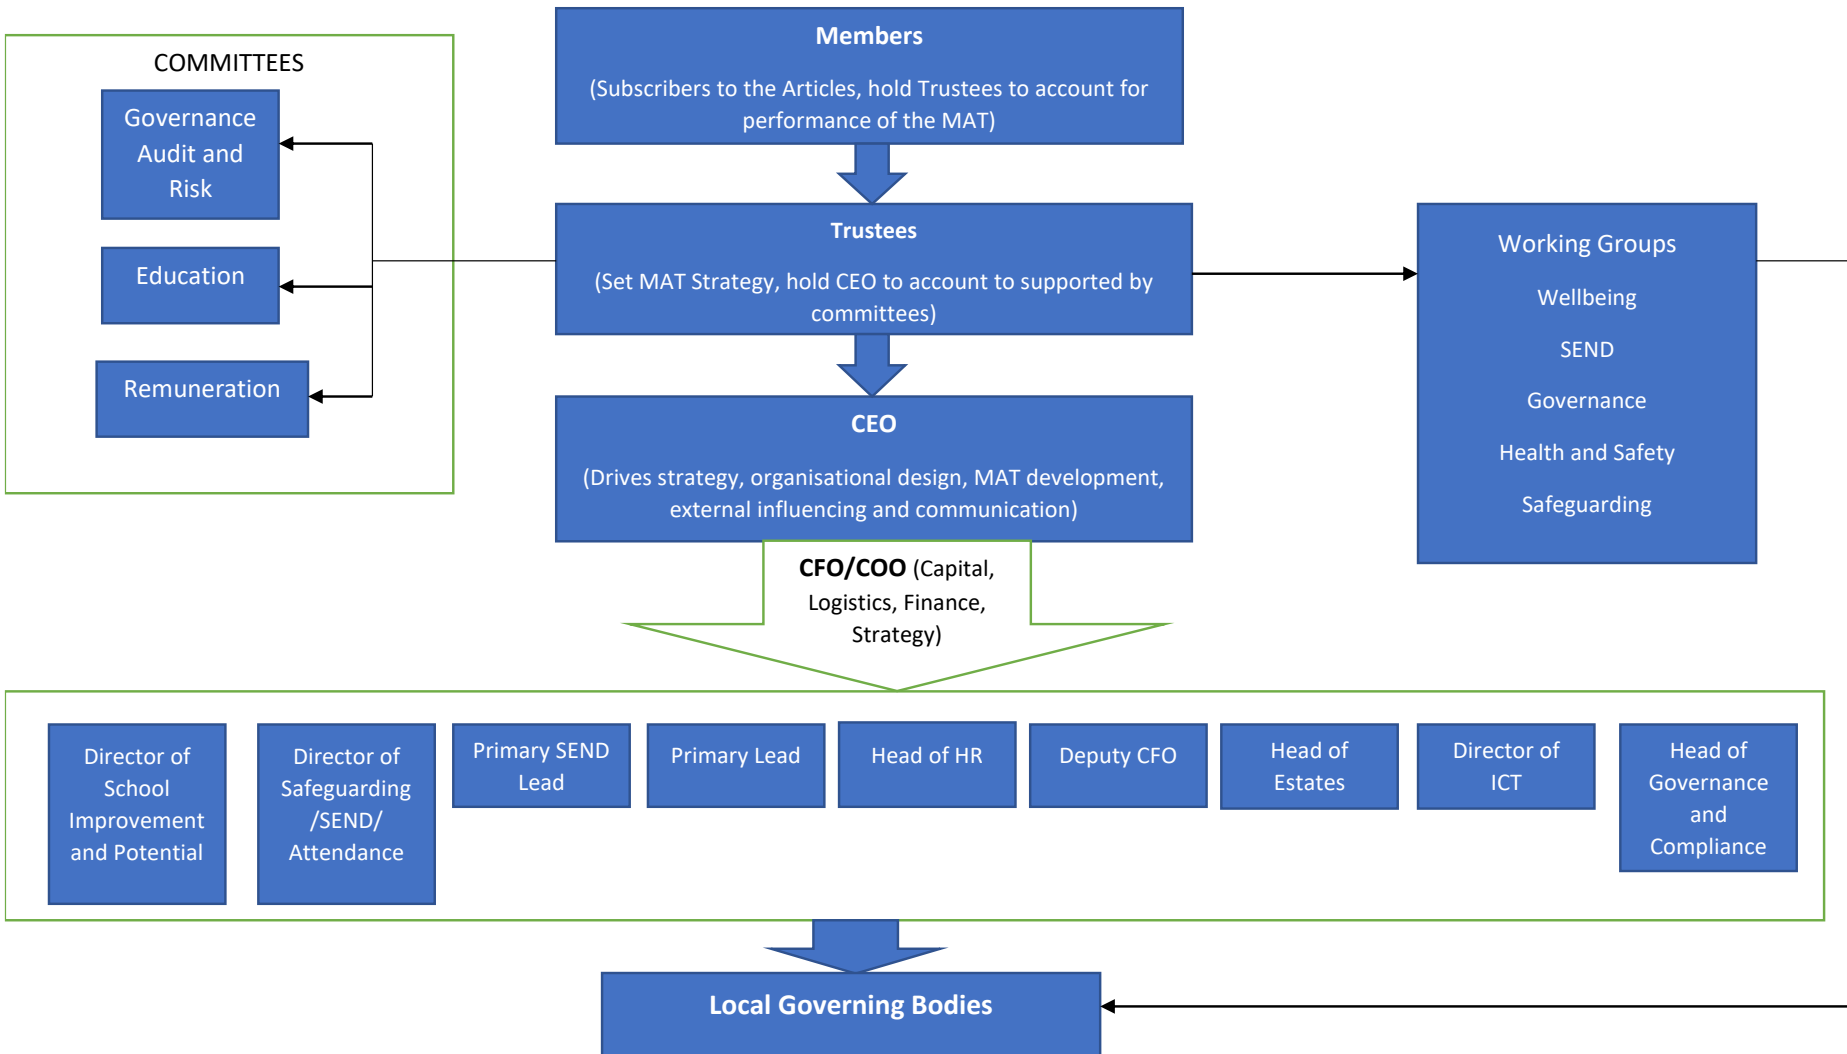 COMMITTEES
Governance
Audit and
Risk
Education
Remuneration
Members
(Subscribers to the Articles, hold Trustees to account for
performance of the MAT)
Trustees
(Set MAT Strategy, hold CEO to account to supported by
committees)
CEO
(Drives strategy, organisational design, MAT development,
external influencing and communication)
Working Groups
Wellbeing
SEND
Governance
Health and Safety
Safeguarding
CFO/COO (Capital,
Logistics, Finance,
Strategy)
Director of
School
Improvement
and Potential
Director of
Safeguarding
/SEND/
Attendance
Primary SEND
Lead
Primary Lead
Head of HR
Deputy CFO
Head of
Estates
Director of
ICT
Head of
Governance
and
Compliance
Local Governing Bodies